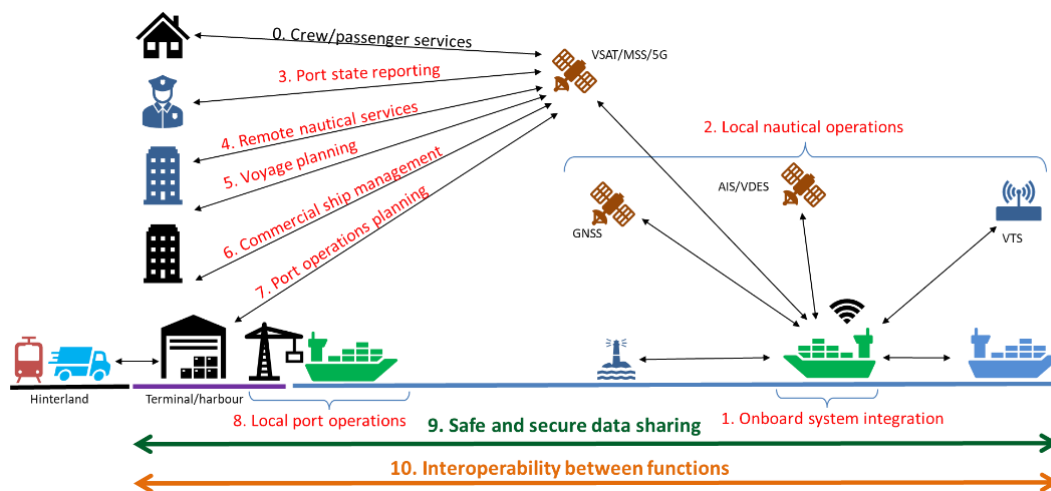 0. Crew/passenger services
VSAT/MSS/5G
3. Port state reporting
4. Remote nautical services
2. Local nautical operations
5. Voyage planning
AIS/VDES
6. Commercial ship management
GNSS
VTS
7. Port operations planning
Hinterland
Terminal/harbour
8. Local port operations
1. Onboard system integration
9. Safe and secure data sharing
10. Interoperability between functions